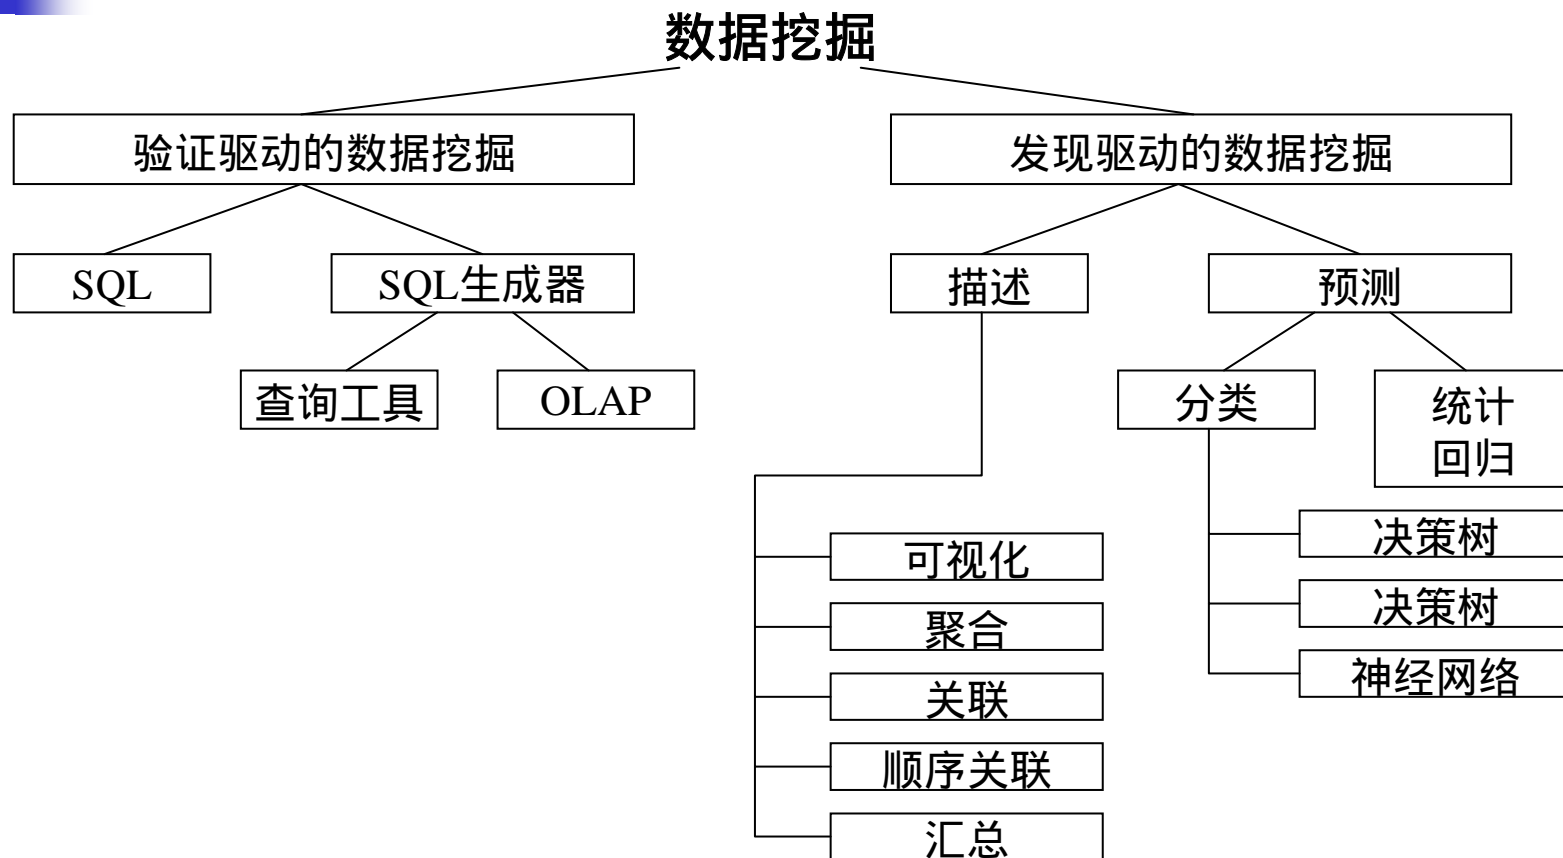 数据挖掘
验证驱动的数据挖掘
发现驱动的数据挖掘
SQL
SQL生成器
描述
预测
查询工具
OLAP
分类
统计
回归
决策树
决策树
神经网络
可视化
聚合
关联
顺序关联
汇总